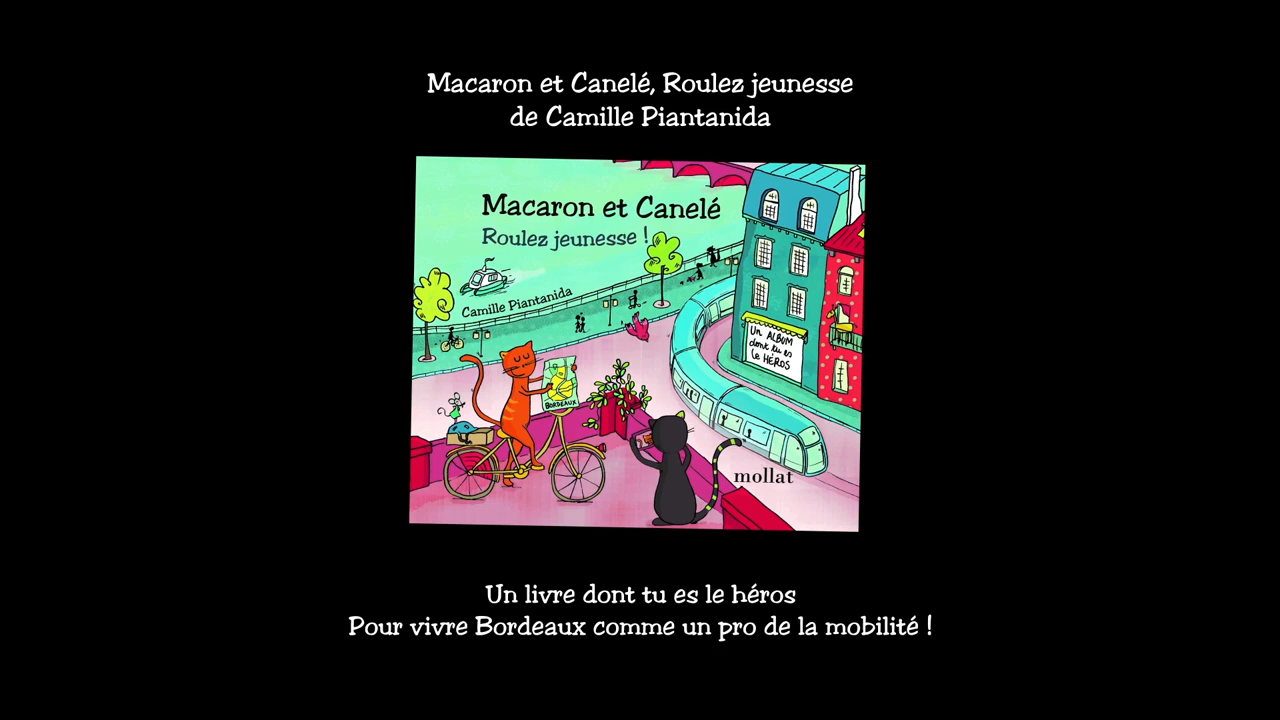 Macaron et Canelé, Roulez jeunesse
de Camille Piantanida
Macaron et Canelé
Roulez jeunesse !
Camille Piantanida
Un ALBUM
dont tu es
le HÉROS
BORDEAUX
mollat
Un livre dont tu es le héros
Pour vivre Bordeaux comme un pro de la mobilité !